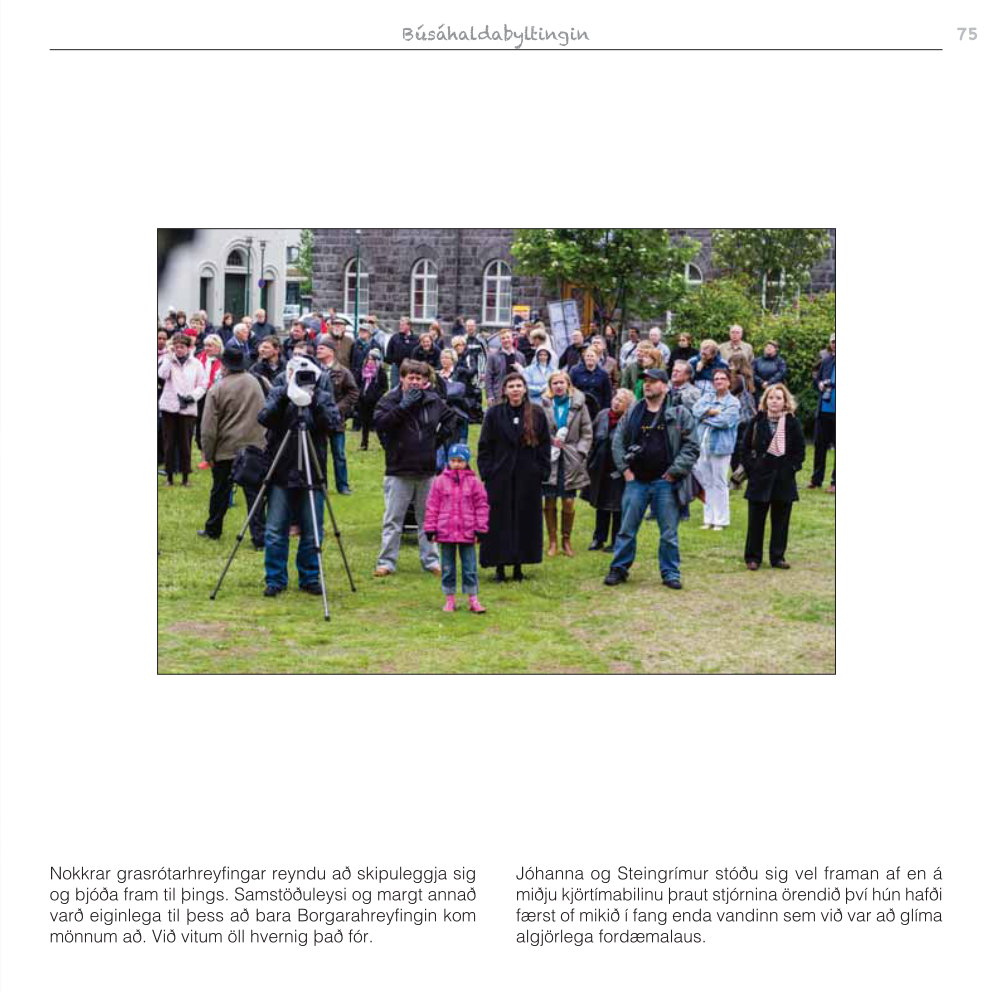 Búsáhaldabyltingin
75
Nokkrar grasrótarhreyfingar reyndu að skipuleggja sig
og bjóða fram til þings. Samstöðuleysi og margt annað
varð eiginlega til þess að bara Borgarahreyfingin kom
mönnum að. Við vitum öll hvernig það fór.
Jóhanna og Steingrímur stóðu sig vel framan af en á
miðju kjörtímabilinu þraut stjórnina örendið því hún hafði
færst of mikið í fang enda vandinn sem við var að glíma
algjörlega fordæmalaus.